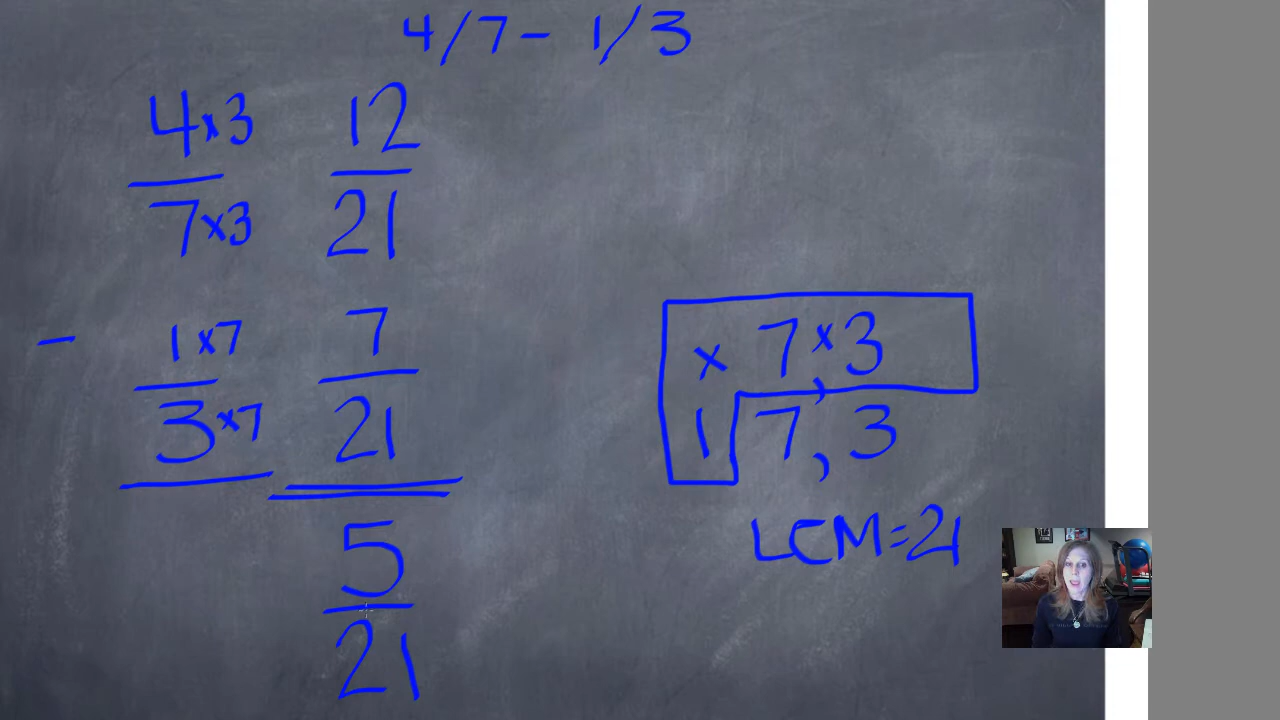 4/7 - 1/3
4x3 12
7x3 21
- 1x7 7
3x7 21
5
21
x 7x3
1 7, 3
LCM=21